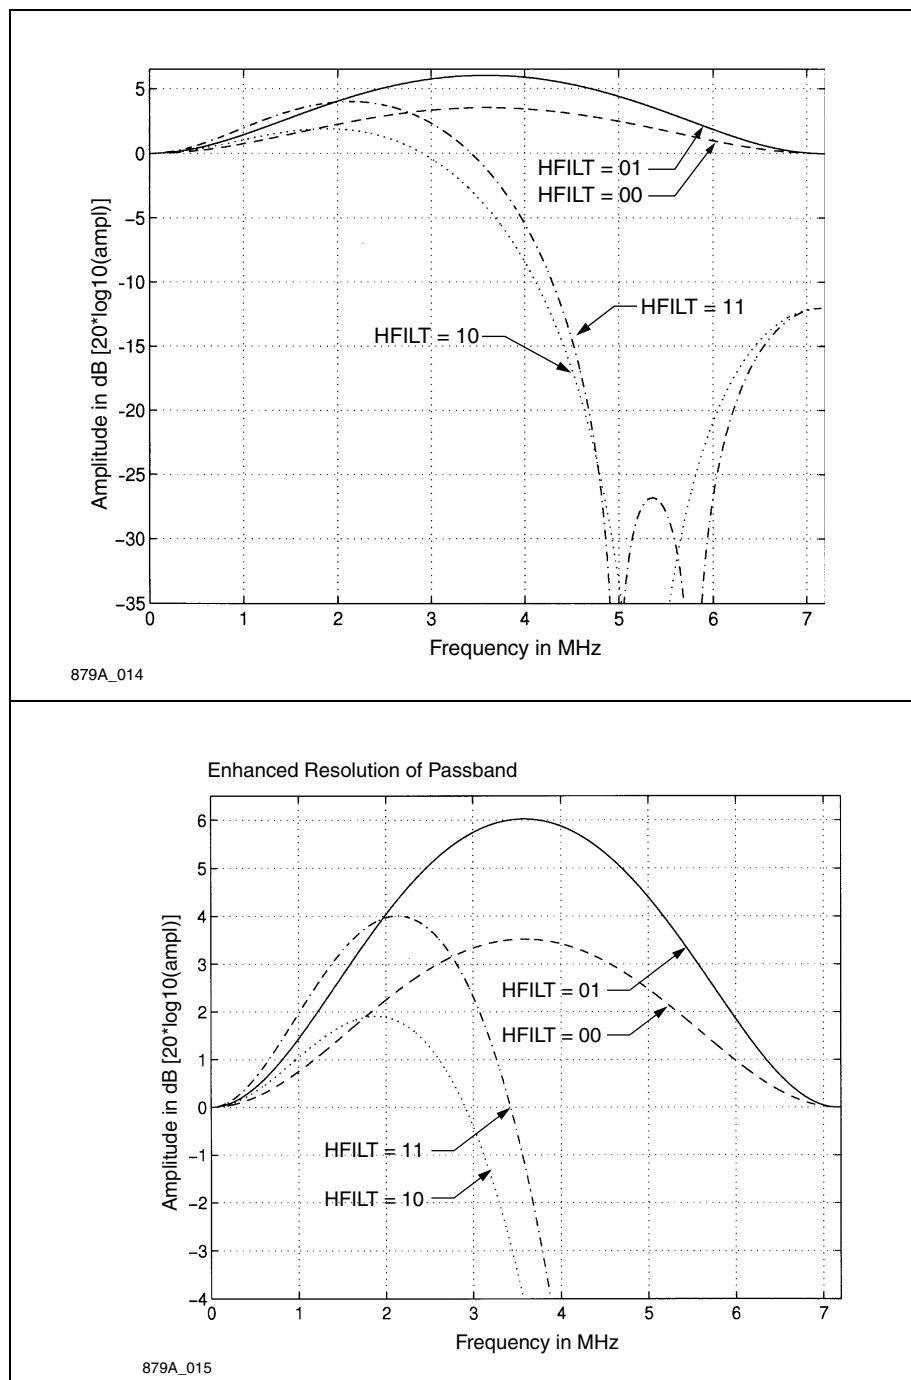 5
0
−5
−10
−15
−20
−25
−30
−35
Amplitude in dB [20*log10(ampl)]
HFILT = 01
HFILT = 00
HFILT = 11
HFILT = 10
0 1 2 3 4 5 6 7
Frequency in MHz
879A_014
Enhanced Resolution of Passband
6
5
4
3
2
1
0
−1
−2
−3
−4
Amplitude in dB [20*log10(ampl)]
HFILT = 01
HFILT = 00
HFILT = 11
HFILT = 10
0 1 2 3 4 5 6 7
Frequency in MHz
879A_015